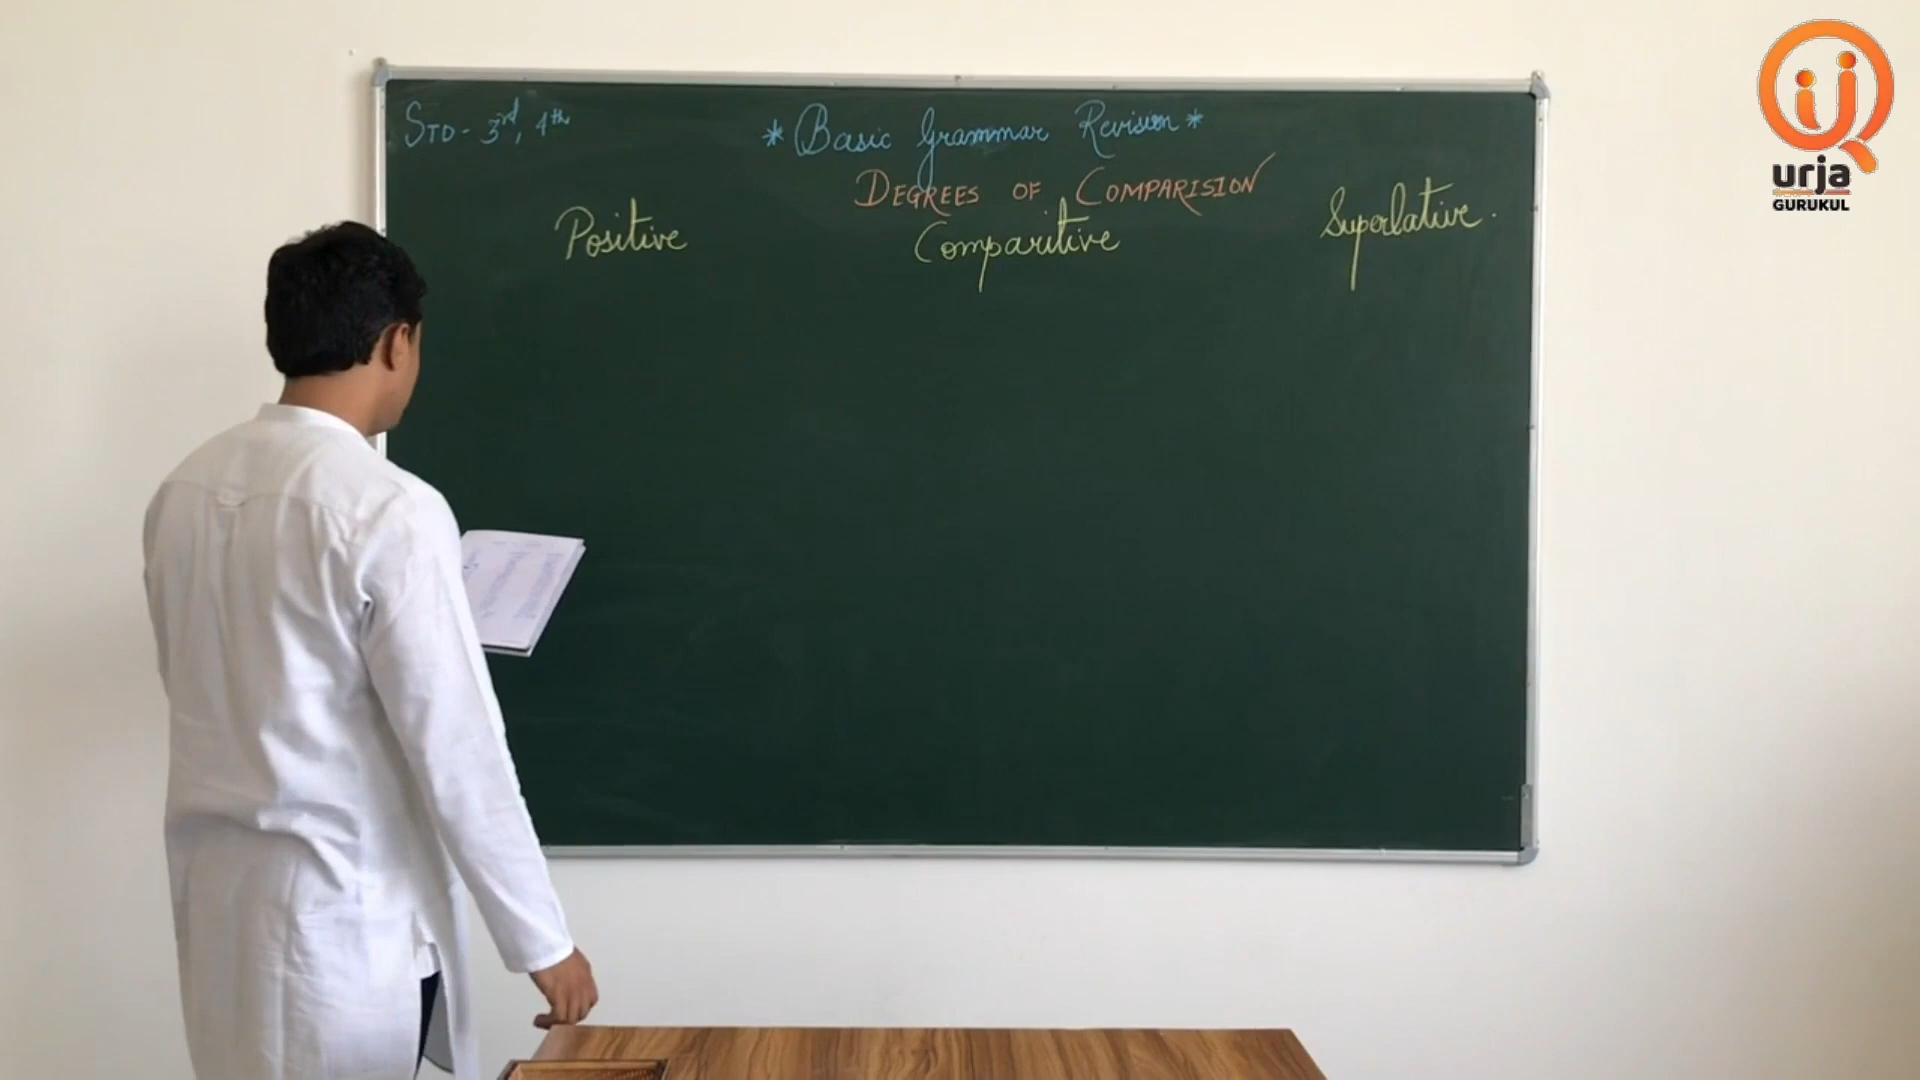 STD - 3rd, 4th
* Basic Grammar Revision *
DEGREES OF COMPARISION
Positive
Comparitive
Superlative.
urja
GURUKUL